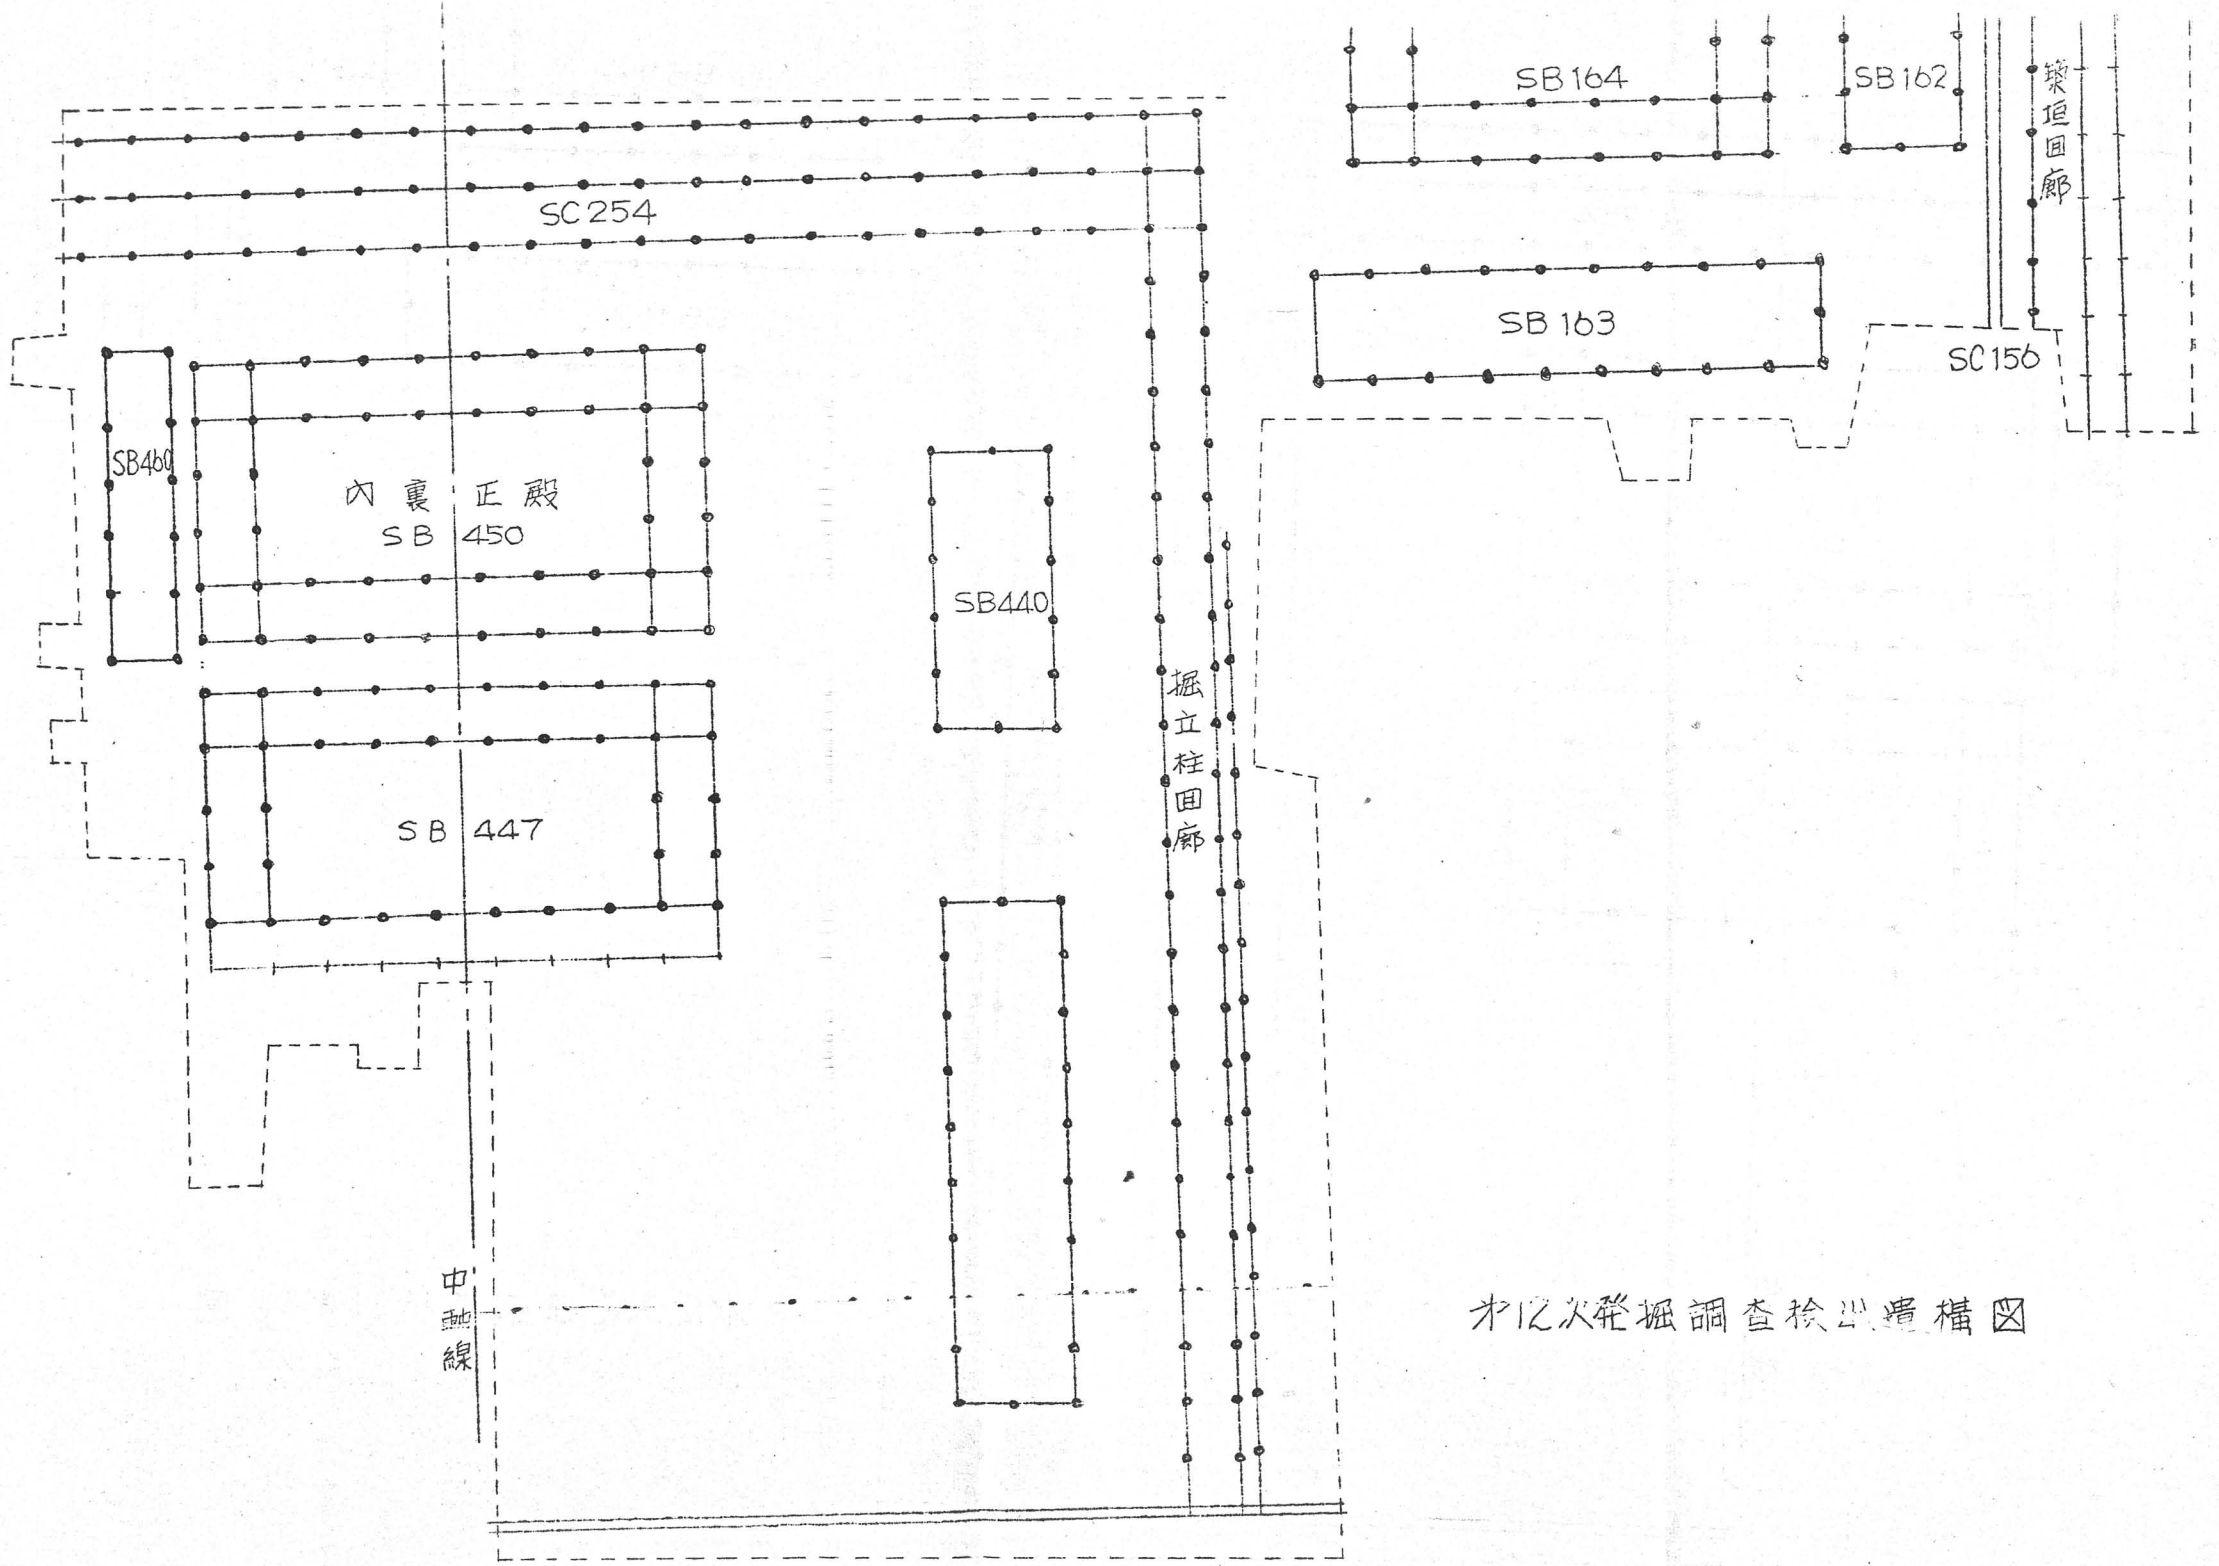 SB164
SB162
築垣回廊
SC254
SB163
SC156
SB460
内裏正殿
SB 450
SB440
掘立柱回廊
SB 447
中軸線
第12次発掘調査検出遺構図